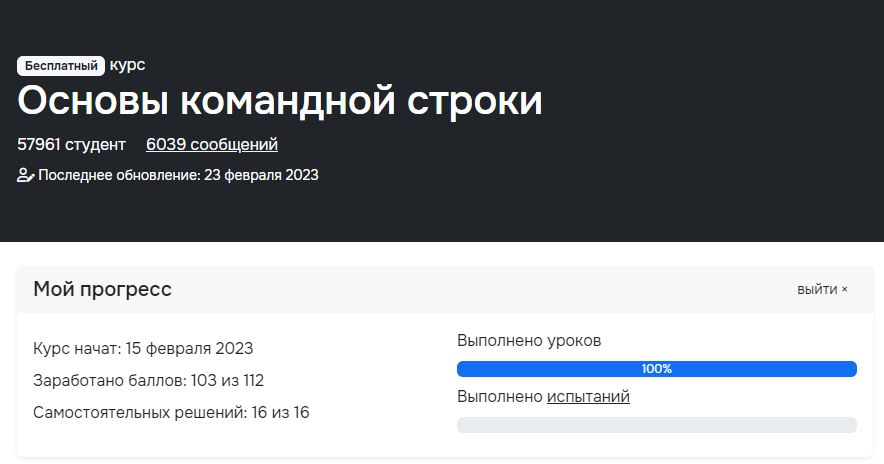 Бесплатный курс
Основы командной строки
57961 студент 6039 сообщений
Последнее обновление: 23 февраля 2023
Мой прогресс
выйти ×
Курс начат: 15 февраля 2023
Заработано баллов: 103 из 112
Самостоятельных решений: 16 из 16
Выполнено уроков
100%
Выполнено испытаний